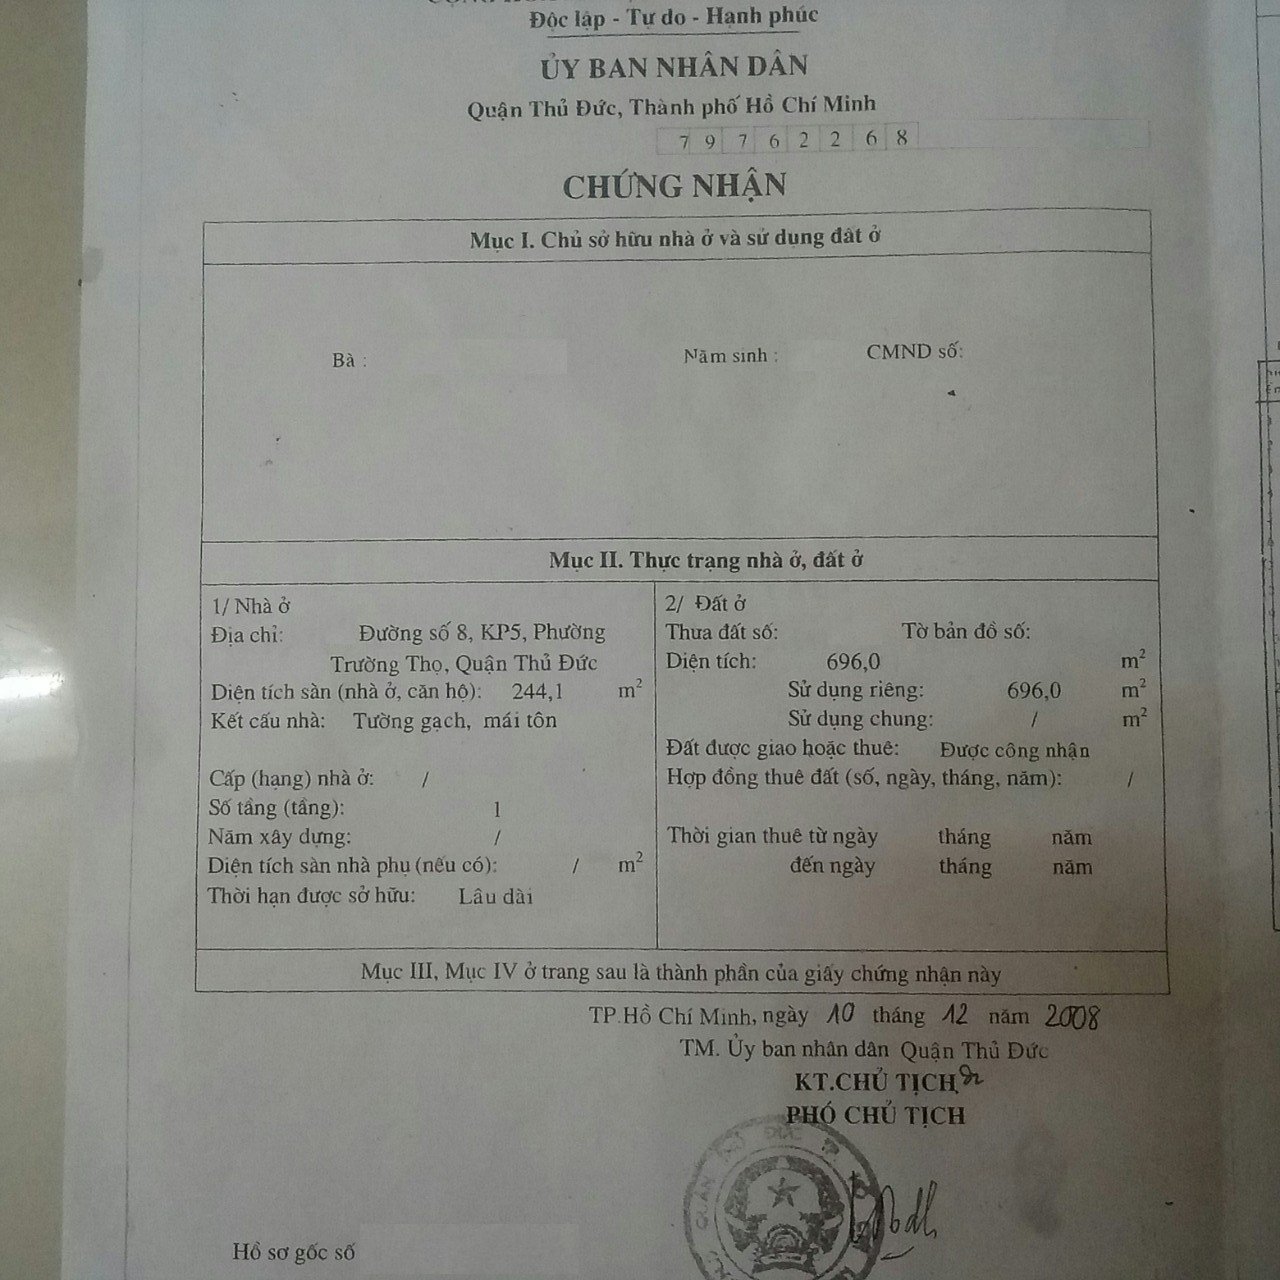 Độc lập - Tự do - Hạnh phúc
ỦY BAN NHÂN DÂN
Quận Thủ Đức, Thành phố Hồ Chí Minh
7 9 7 6 2 2 6 8
CHỨNG NHẬN
Mục I. Chủ sở hữu nhà ở và sử dụng đất ở
Bà : Năm sinh : CMND số:
Mục II. Thực trạng nhà ở, đất ở
1/ Nhà ở
Địa chỉ: Đường số 8, KP5, Phường
Trường Thọ, Quận Thủ Đức
Diện tích sàn (nhà ở, căn hộ): 244,1 m²
Kết cấu nhà: Tường gạch, mái tôn
Cấp (hạng) nhà ở: /
Số tầng (tầng): 1
Năm xây dựng: /
Diện tích sàn nhà phụ (nếu có): / m²
Thời hạn được sở hữu: Lâu dài
2/ Đất ở
Thửa đất số: Tờ bản đồ số:
Diện tích: 696,0 m²
Sử dụng riêng: 696,0 m²
Sử dụng chung: / m²
Đất được giao hoặc thuê: Được công nhận
Hợp đồng thuê đất (số, ngày, tháng, năm): /
Thời gian thuê từ ngày tháng năm
đến ngày tháng năm
Mục III, Mục IV ở trang sau là thành phần của giấy chứng nhận này
TP.Hồ Chí Minh, ngày 10 tháng 12 năm 2008
TM. Ủy ban nhân dân Quận Thủ Đức
KT.CHỦ TỊCH
PHÓ CHỦ TỊCH
Hồ sơ gốc số